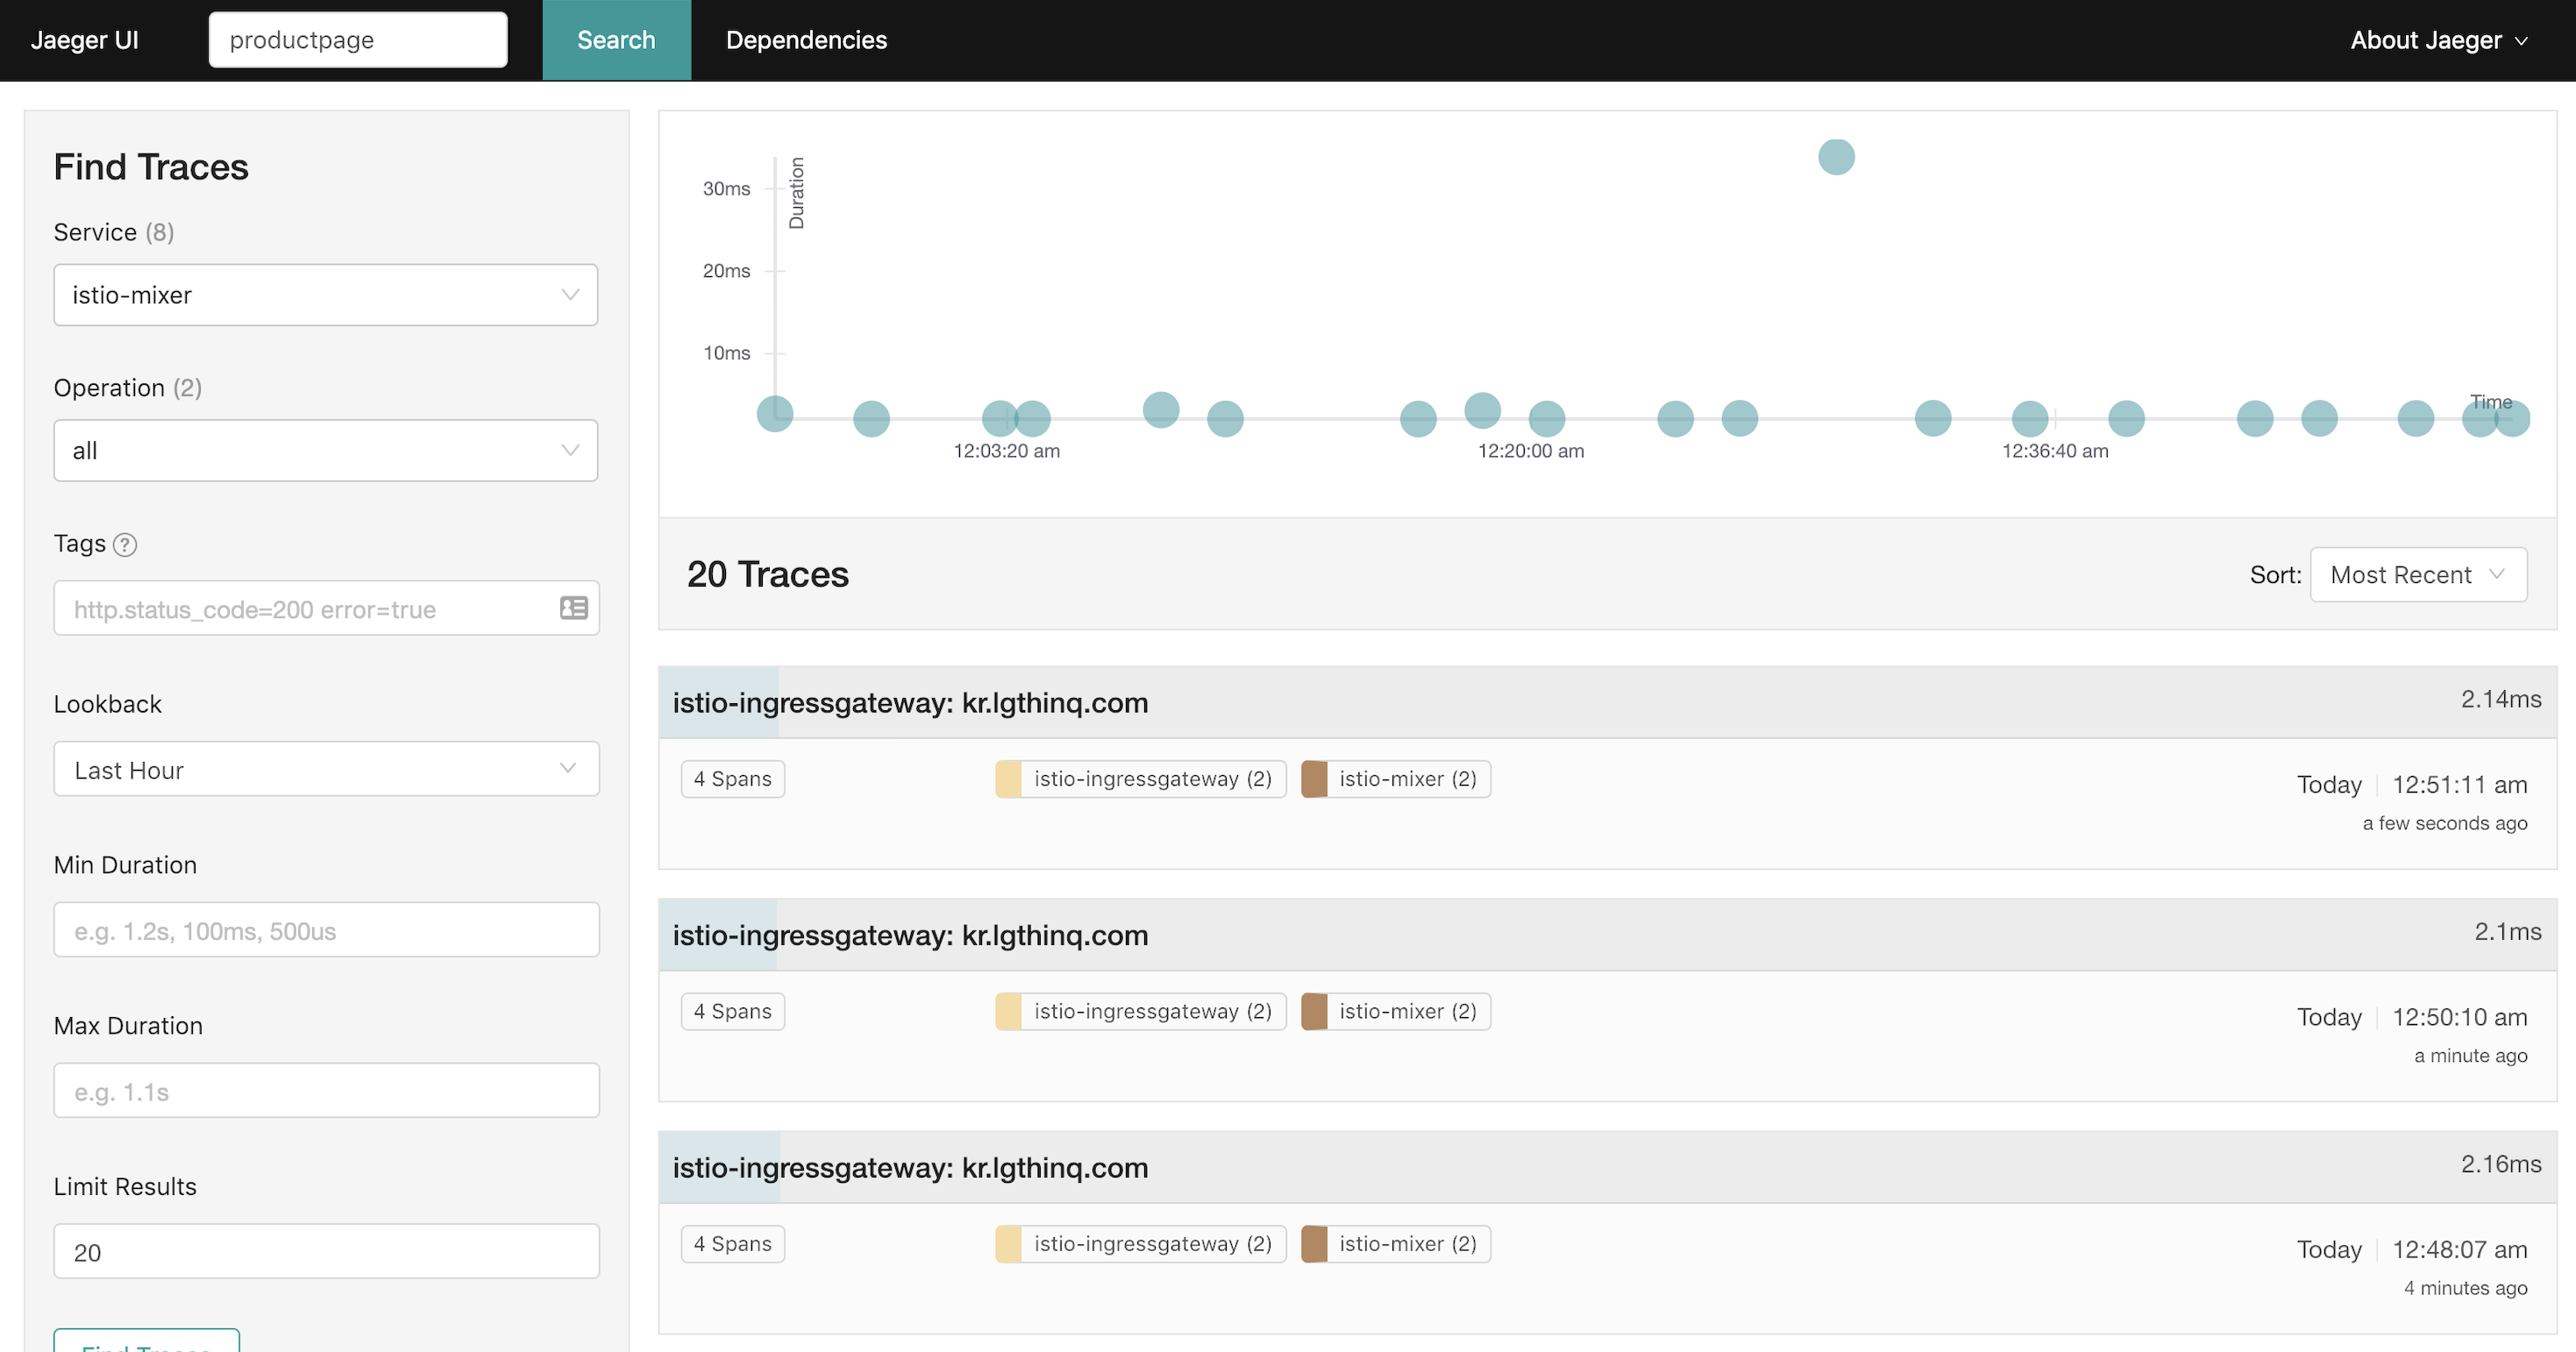 Jaeger UI
productpage
Search
Dependencies
About Jaeger
Find Traces
Service (8)
istio-mixer
Operation (2)
all
Tags ?
http.status_code=200 error=true
Lookback
Last Hour
Min Duration
e.g. 1.2s, 100ms, 500us
Max Duration
e.g. 1.1s
Limit Results
20
Find Traces
Duration
30ms
20ms
10ms
Time
12:03:20 am
12:20:00 am
12:36:40 am
20 Traces
Sort: Most Recent
istio-ingressgateway: kr.lgthinq.com
2.14ms
4 Spans
istio-ingressgateway (2)
istio-mixer (2)
Today 12:51:11 am
a few seconds ago
istio-ingressgateway: kr.lgthinq.com
2.1ms
4 Spans
istio-ingressgateway (2)
istio-mixer (2)
Today 12:50:10 am
a minute ago
istio-ingressgateway: kr.lgthinq.com
2.16ms
4 Spans
istio-ingressgateway (2)
istio-mixer (2)
Today 12:48:07 am
4 minutes ago